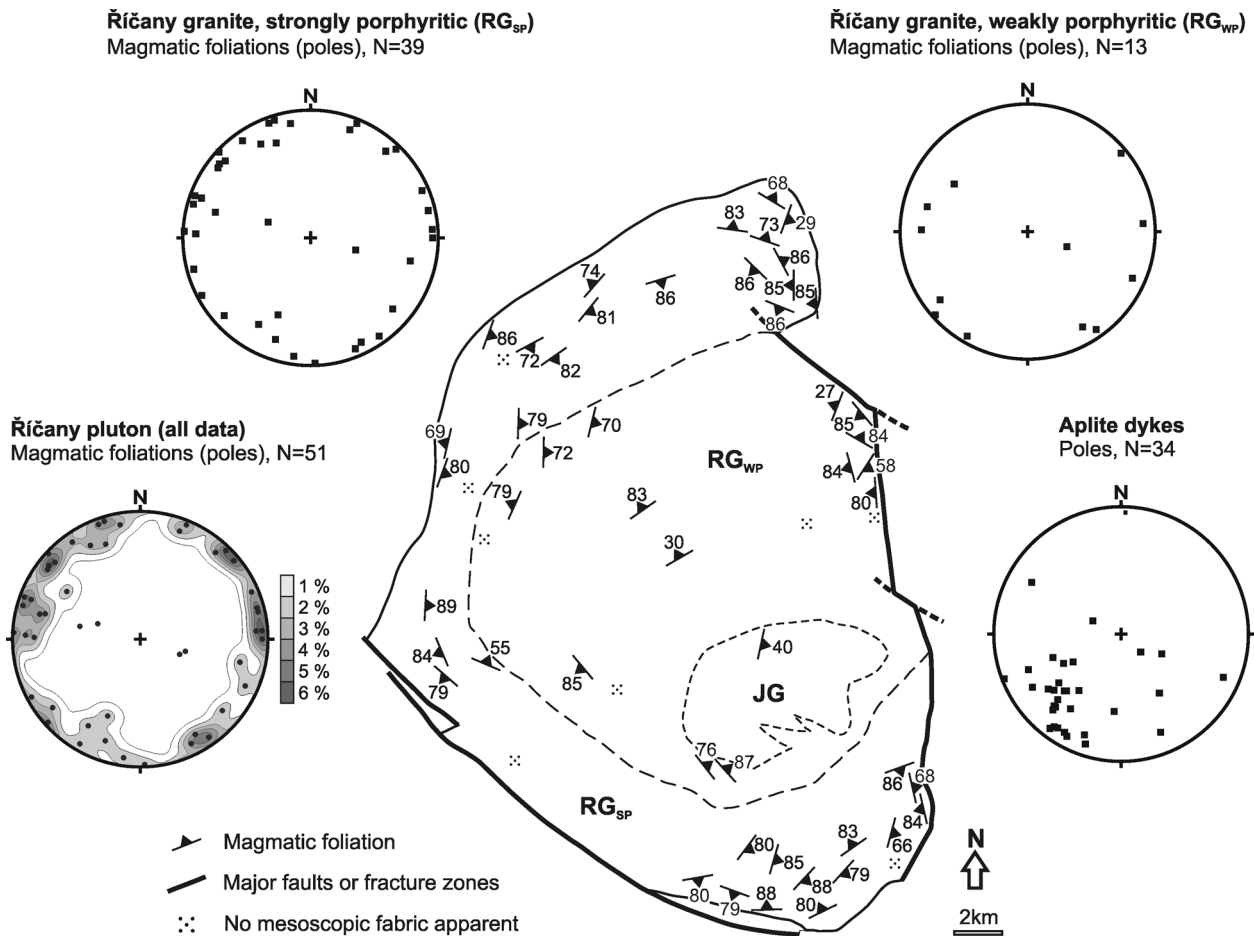 Říčany granite, strongly porphyritic (RGSP)
Magmatic foliations (poles), N=39
N
Říčany granite, weakly porphyritic (RGWP)
Magmatic foliations (poles), N=13
N
68
83
73
29
86
74
86
86
85
85
81
86
86
72
82
27
79
70
85
84
69
72
RGWP
84
58
80
80
79
83
30
Říčany pluton (all data)
Magmatic foliations (poles), N=51
N
1 %
2 %
3 %
4 %
5 %
6 %
Aplite dykes
Poles, N=34
N
89
84
55
40
79
85
JG
76
87
RGSP
86
68
84
83
66
80
85
88
79
80
79
88
80
Magmatic foliation
Major faults or fracture zones
No mesoscopic fabric apparent
N
2km